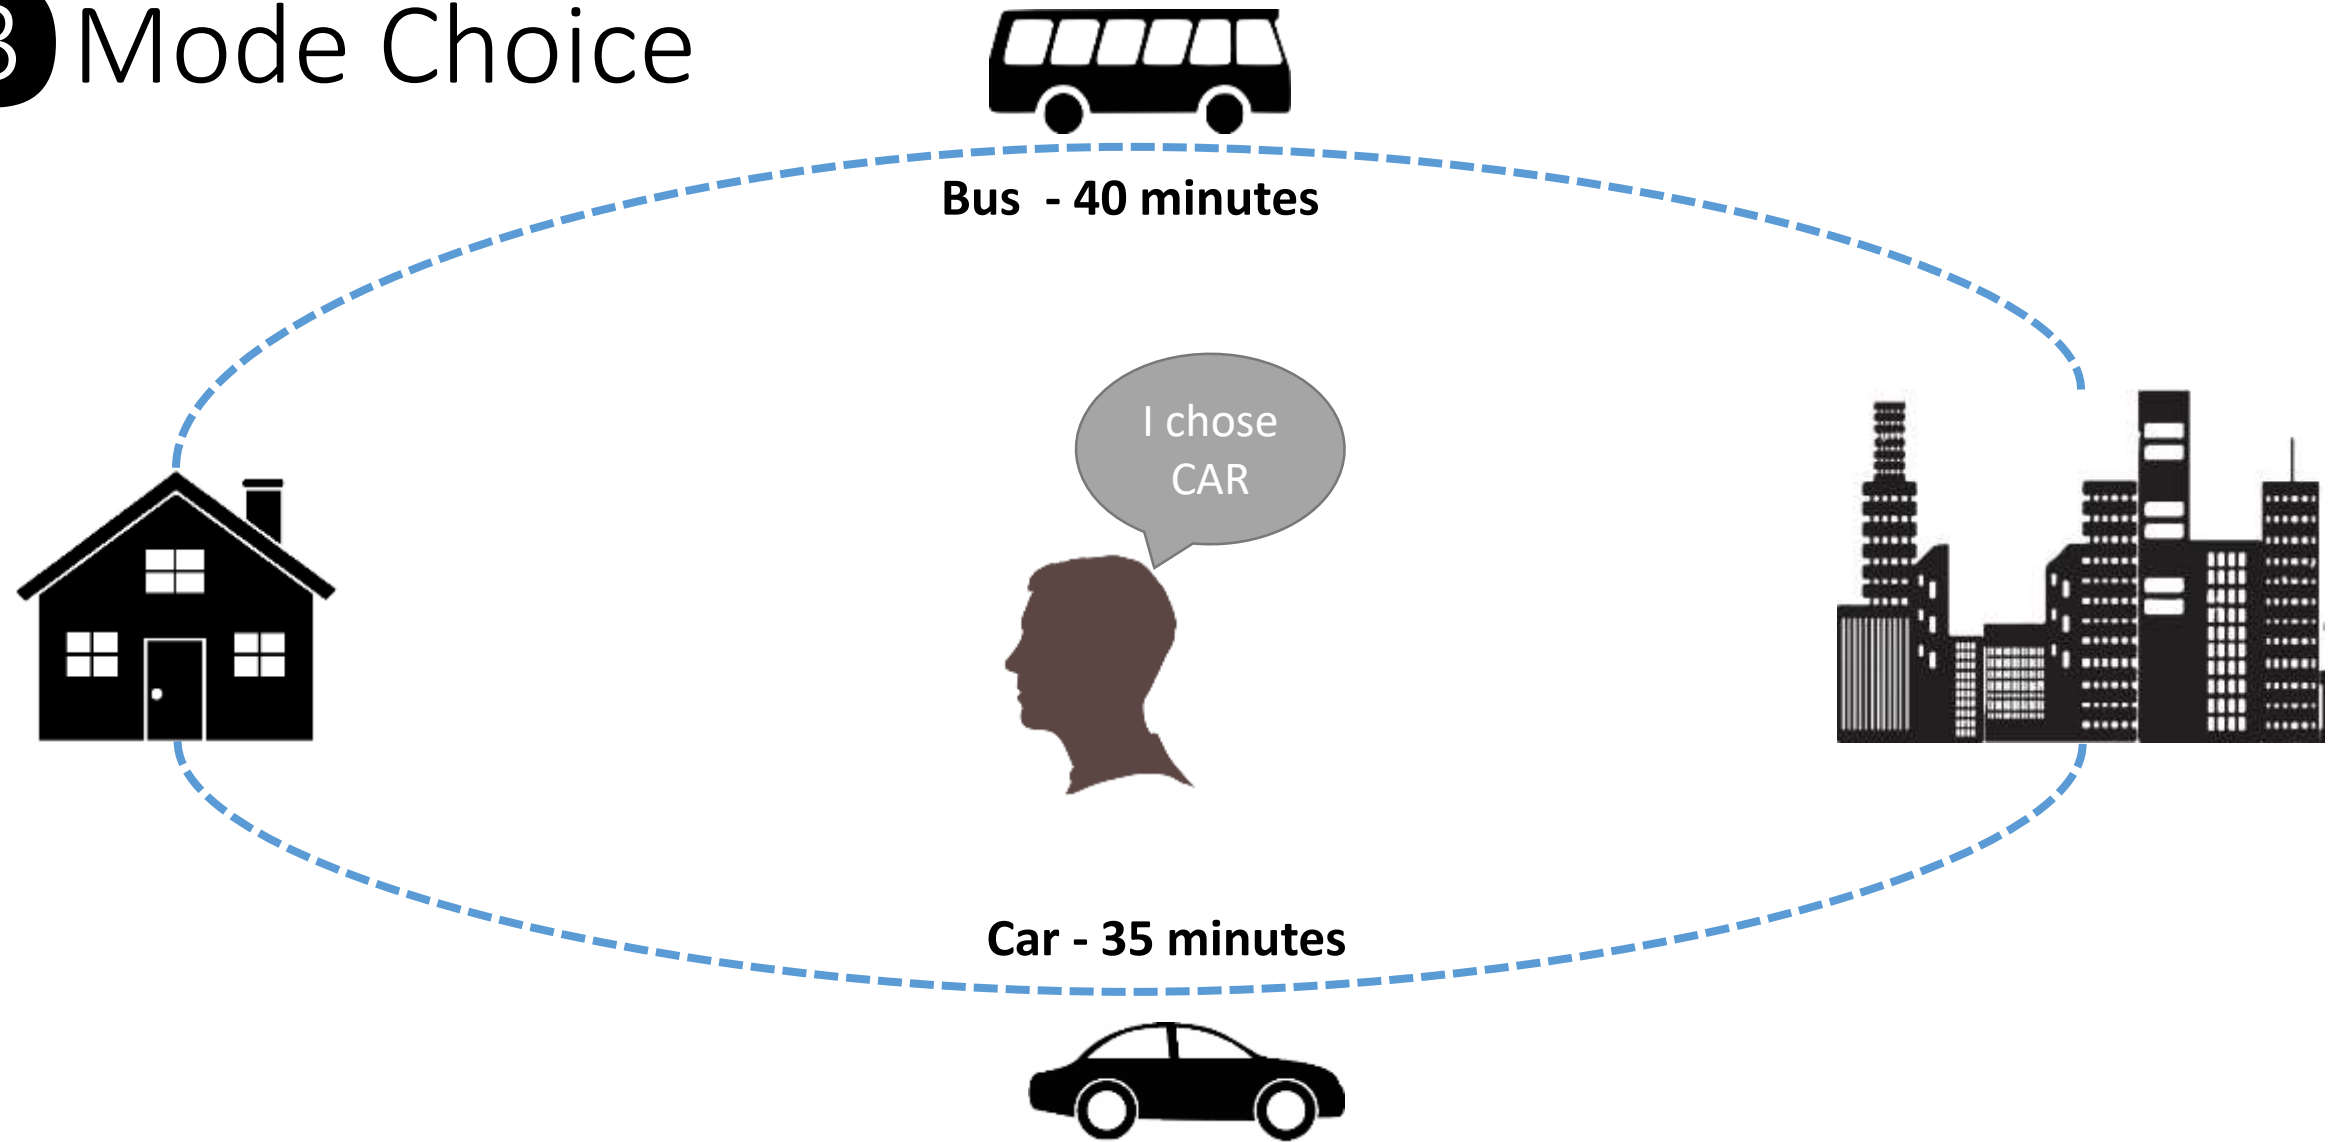 3 Mode Choice
Bus - 40 minutes
I chose
CAR
Car - 35 minutes